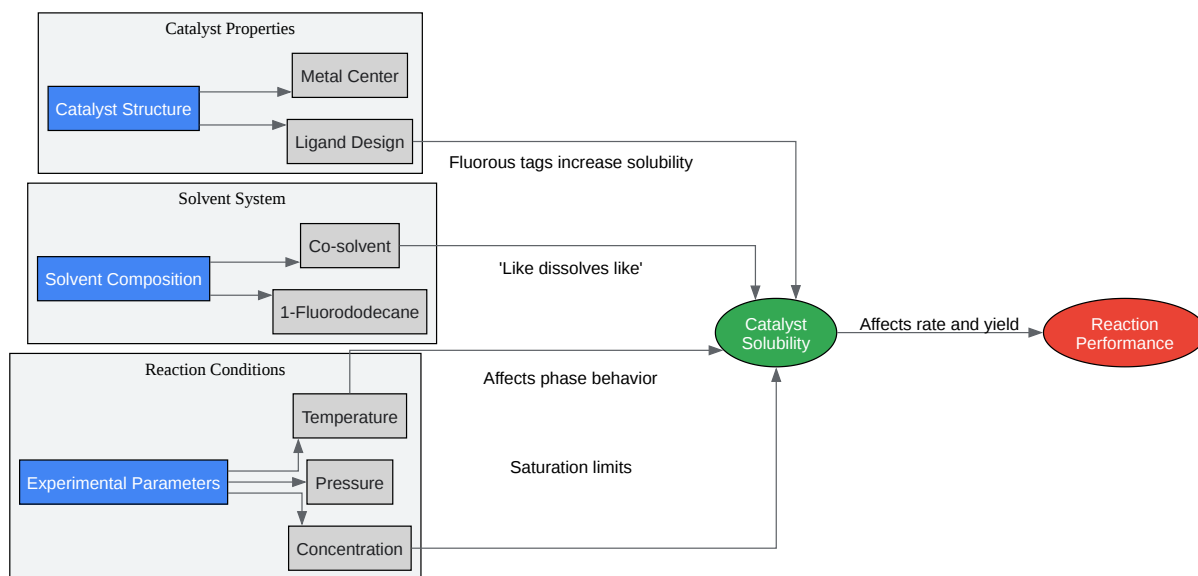 Catalyst Properties
Metal Center
Catalyst Structure
Ligand Design
Fluorous tags increase solubility
Solvent System
Co-solvent
'Like dissolves like'
Solvent Composition
1-Fluorododecane
Catalyst
Solubility
Affects rate and yield
Reaction
Performance
Reaction Conditions
Affects phase behavior
Temperature
Saturation limits
Experimental Parameters
Pressure
Concentration